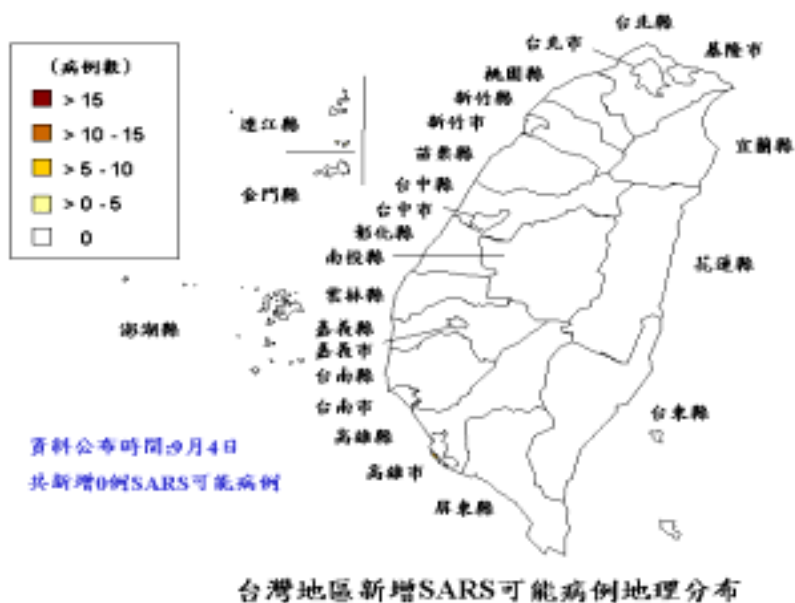 台北縣
台北市
基隆市
(病例數)
桃園縣
> 15
新竹縣
> 10 - 15
連江縣
新竹市
> 5 - 10
苗栗縣
宜蘭縣
> 0 - 5
金門縣
台中縣
0
台中市
彰化縣
南投縣
花蓮縣
雲林縣
澎湖縣
嘉義縣
嘉義市
台南縣
台南市
台東縣
高雄縣
資料公布時間:9月4日
高雄市
共新增0例SARS可能病例
屏東縣
台灣地區新增SARS可能病例地理分布